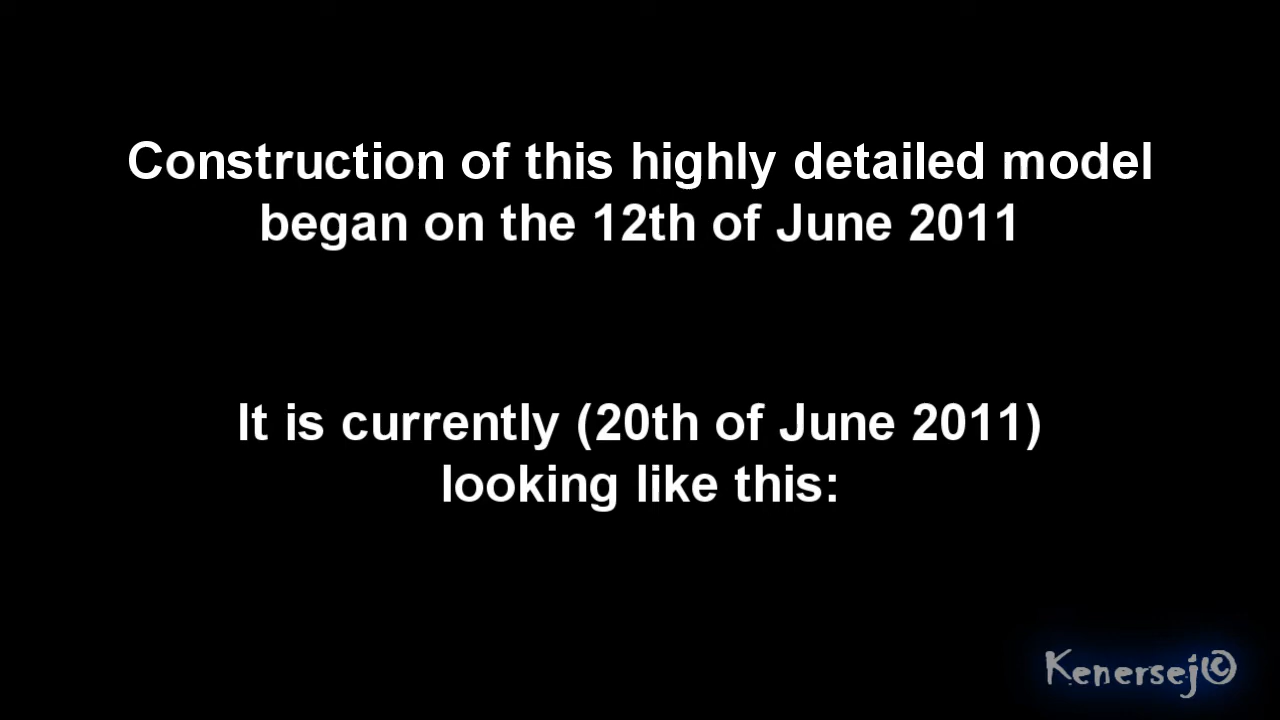 Construction of this highly detailed model
began on the 12th of June 2011
It is currently (20th of June 2011)
looking like this:
Kenersej©